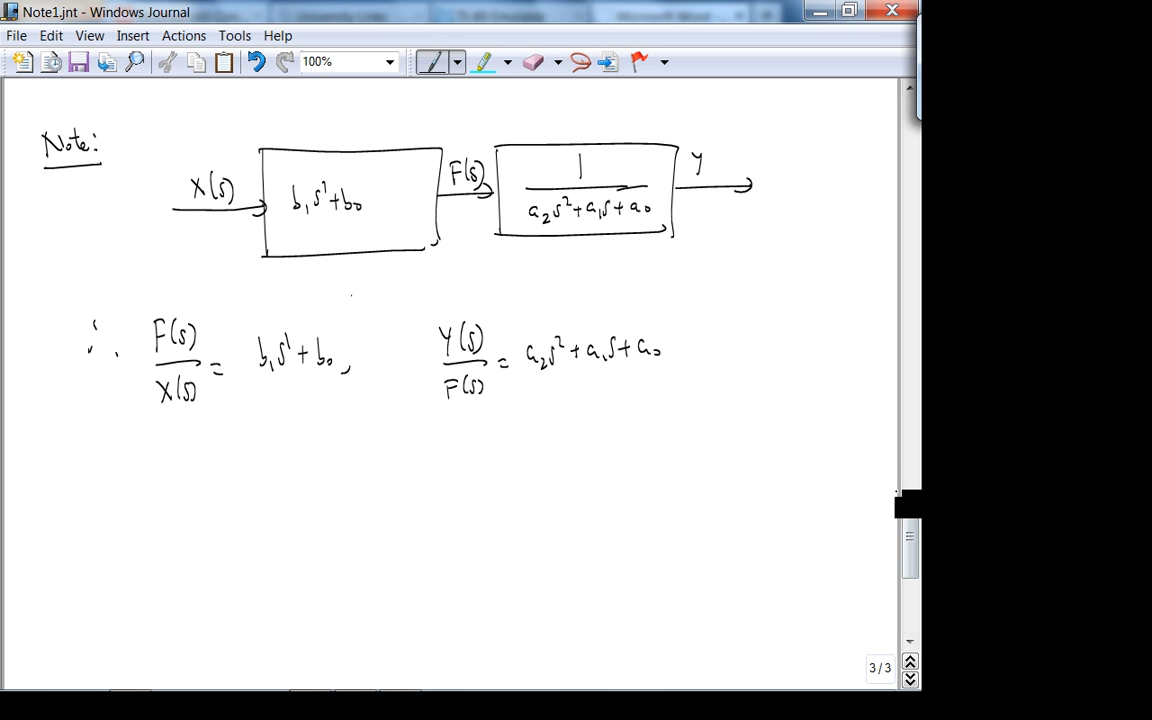 Note1.jnt - Windows Journal
File Edit View Insert Actions Tools Help
100%
Note:
X(s) b₁s¹+b₀ F(s) 1/(a₂s²+a₁s+a₀) Y
∴ F(s)/X(s) = b₁s¹+b₀, Y(s)/F(s) = a₂s²+a₁s+a₀
3/3